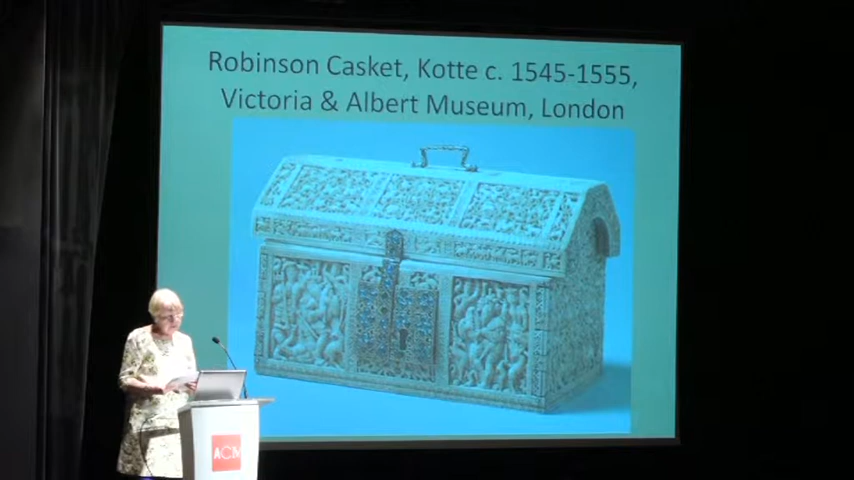 Robinson Casket, Kotte c. 1545-1555,
Victoria & Albert Museum, London
ACM